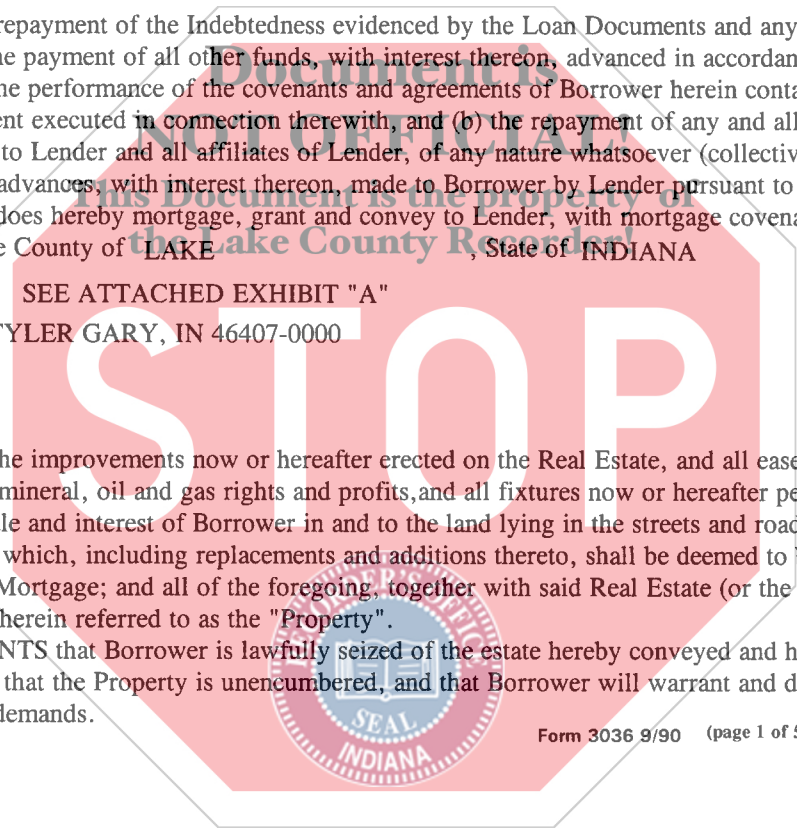 repayment of the Indebtedness evidenced by the Loan Documents and any
ne payment of all other funds, with interest thereon, advanced in accordan
Document is
ne performance of the covenants and agreements of Borrower herein conta
ent executed in connection therewith, and (b) the repayment of any and all
NOT OFFICIAL!
to Lender and all affiliates of Lender, of any nature whatsoever (collectiv
advances, with interest thereon, made to Borrower by Lender pursuant to
This Document is the property of
does hereby mortgage, grant and convey to Lender, with mortgage covena
e County of LAKE , State of INDIANA
the Lake County Recorder!
SEE ATTACHED EXHIBIT "A"
TYLER GARY, IN 46407-0000
STOP
he improvements now or hereafter erected on the Real Estate, and all ease
mineral, oil and gas rights and profits,and all fixtures now or hereafter
le and interest of Borrower in and to the land lying in the streets and road
which, including replacements and additions thereto, shall be deemed to
Mortgage; and all of the foregoing, together with said Real Estate (or the
herein referred to as the "Property".
NTS that Borrower is lawfully seized of the estate hereby conveyed and h
that the Property is unencumbered, and that Borrower will warrant and d
demands.
RECORDER'S OFFICE
SEAL
INDIANA
Form 3036 9/90 (page 1 of 5